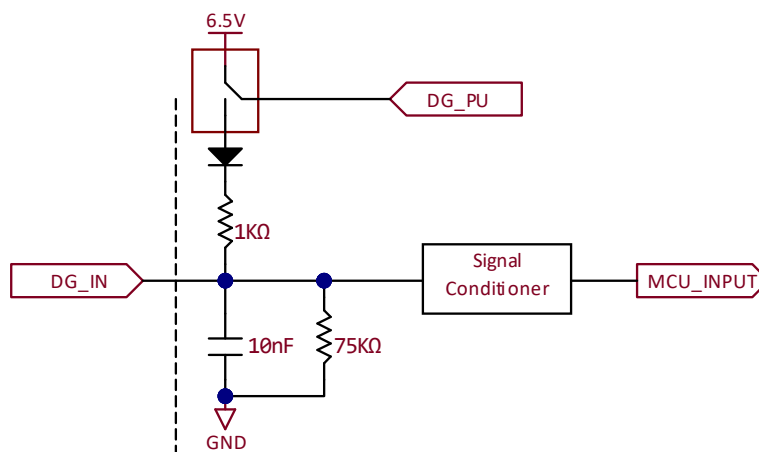 6.5V
DG_PU
1KΩ
DG_IN
Signal
Conditioner
MCU_INPUT
10nF
75KΩ
GND